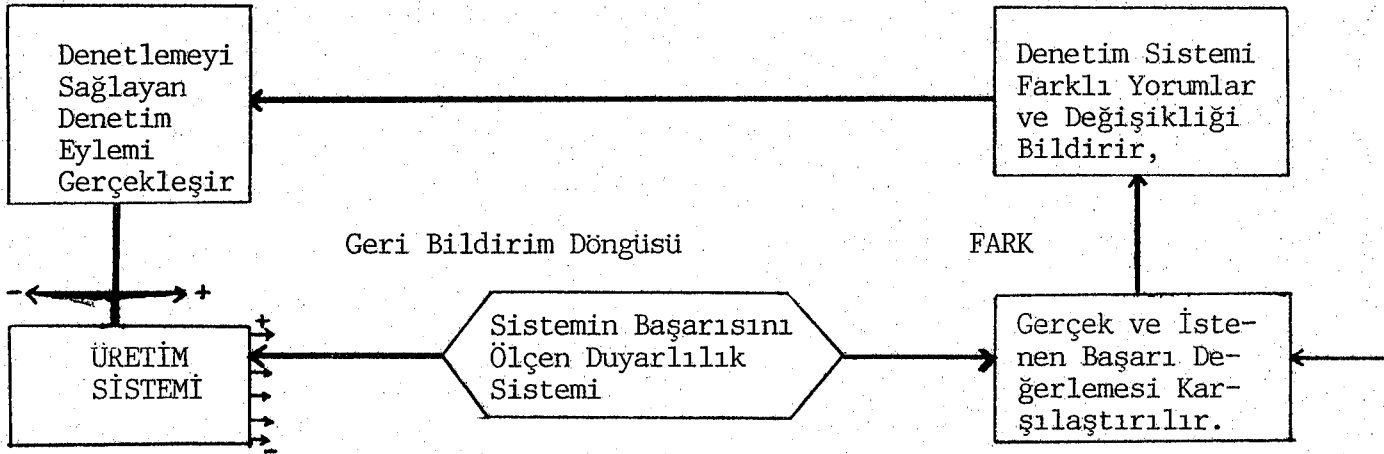 Denetlemeyi
Sağlayan
Denetim
Eylemi
Gerçekleşir
Denetim Sistemi
Farklı Yorumlar
ve Değişikliği
Bildirir,
Geri Bildirim Döngüsü
FARK
- +
ÜRETİM
SİSTEMİ
+
-
Sistemin Başarısını
Ölçen Duyarlılık
Sistemi
Gerçek ve İste-
nen Başarı De-
ğerlemesi Kar-
şılaştırılır.